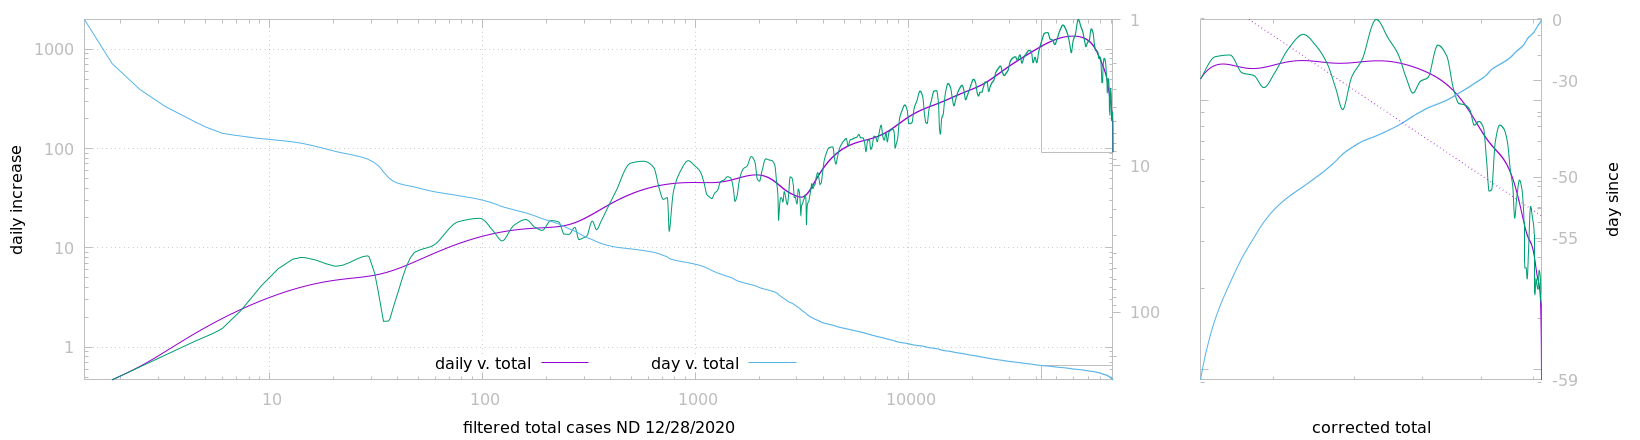 1000
100
10
1
daily increase
10
100
1000
10000
filtered total cases ND 12/28/2020
daily v. total
day v. total
1
10
100
0
-30
-50
-55
-59
day since
corrected total